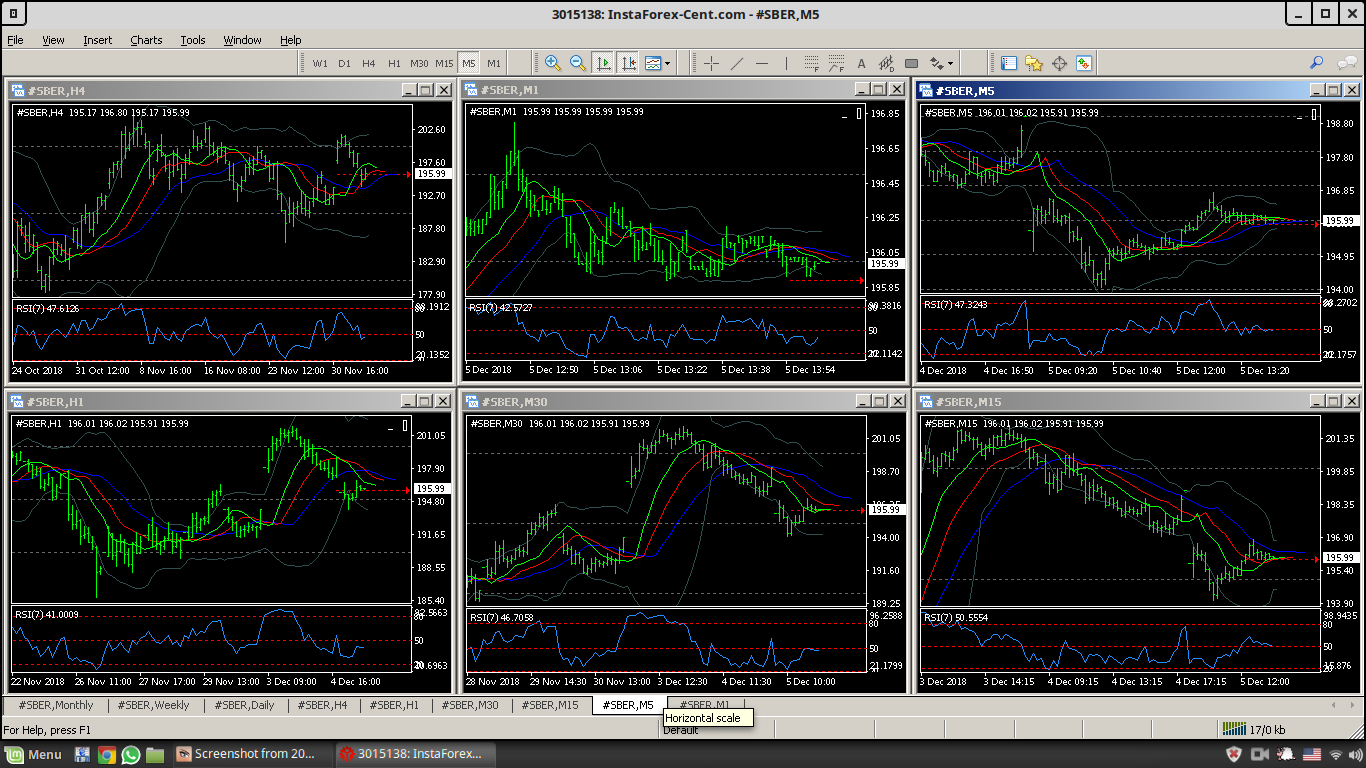 3015138: InstaForex-Cent.com - #SBER,M5
File View Insert Charts Tools Window Help
W1 D1 H4 H1 M30 M15 M5 M1
#SBER,H4
#SBER,H4 195.17 196.80 195.17 195.99
202.60
197.60
195.99
192.70
187.80
182.90
177.90
RSI(7) 47.6126
50
24 Oct 2018 31 Oct 12:00 8 Nov 16:00 16 Nov 08:00 23 Nov 12:00 30 Nov 16:00
#SBER,M1
#SBER,M1 195.99 195.99 195.99 195.99
196.85
196.65
196.45
196.25
196.05
195.99
195.85
RSI(7) 42.5727
50
5 Dec 2018 5 Dec 12:50 5 Dec 13:06 5 Dec 13:22 5 Dec 13:38 5 Dec 13:54
#SBER,M5
#SBER,M5 196.01 196.02 195.91 195.99
198.80
197.80
196.85
195.99
194.95
194.00
RSI(7) 47.3243
50
4 Dec 2018 4 Dec 16:50 5 Dec 09:20 5 Dec 10:40 5 Dec 12:00 5 Dec 13:20
#SBER,H1
#SBER,H1 196.01 196.02 195.91 195.99
201.05
197.90
195.99
194.80
191.65
188.55
185.40
RSI(7) 41.0009
80
50
22 Nov 2018 26 Nov 11:00 27 Nov 17:00 29 Nov 13:00 3 Dec 09:00 4 Dec 16:00
#SBER,M30
#SBER,M30 196.01 196.02 195.91 195.99
201.05
198.70
195.99
194.00
191.60
189.25
RSI(7) 46.7058
96.2588
80
50
28 Nov 2018 29 Nov 14:30 30 Nov 13:00 3 Dec 12:30 4 Dec 11:30 5 Dec 10:00
#SBER,M15
#SBER,M15 196.01 196.02 195.91 195.99
201.35
199.85
198.35
196.90
195.99
195.40
193.90
RSI(7) 50.5554
98.9435
80
50
3 Dec 2018 3 Dec 14:15 4 Dec 09:15 4 Dec 13:15 4 Dec 17:15 5 Dec 12:00
#SBER,Monthly #SBER,Weekly #SBER,Daily #SBER,H4 #SBER,H1 #SBER,M30 #SBER,M15 #SBER,M5 #SBER,M1
Horizontal scale
For Help, press F1 Default 17/0 kb
Menu Screenshot from 20... 3015138: InstaForex...